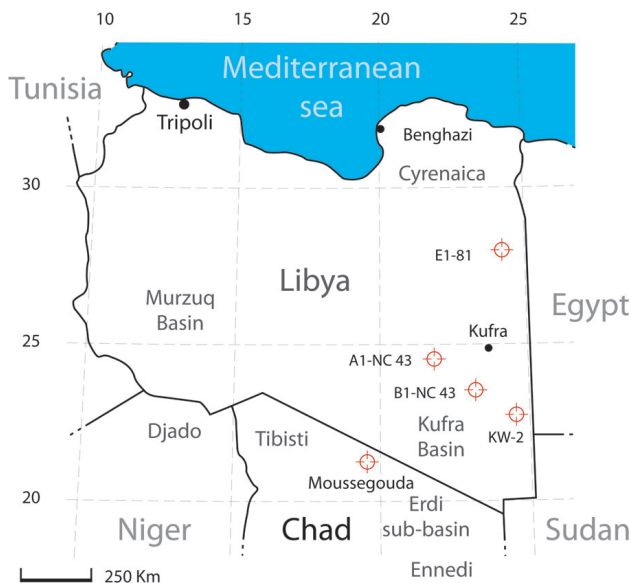 10
15
20
25
Mediterranean
sea
Tunisia
Tripoli
Benghazi
Cyrenaica
30
E1-81
Libya
Murzuq
Basin
Egypt
Kufra
25
A1-NC 43
B1-NC 43
Kufra
Basin
KW-2
Djado
Tibisti
Moussegouda
20
Erdi
sub-basin
Niger
Chad
Sudan
Ennedi
250 Km